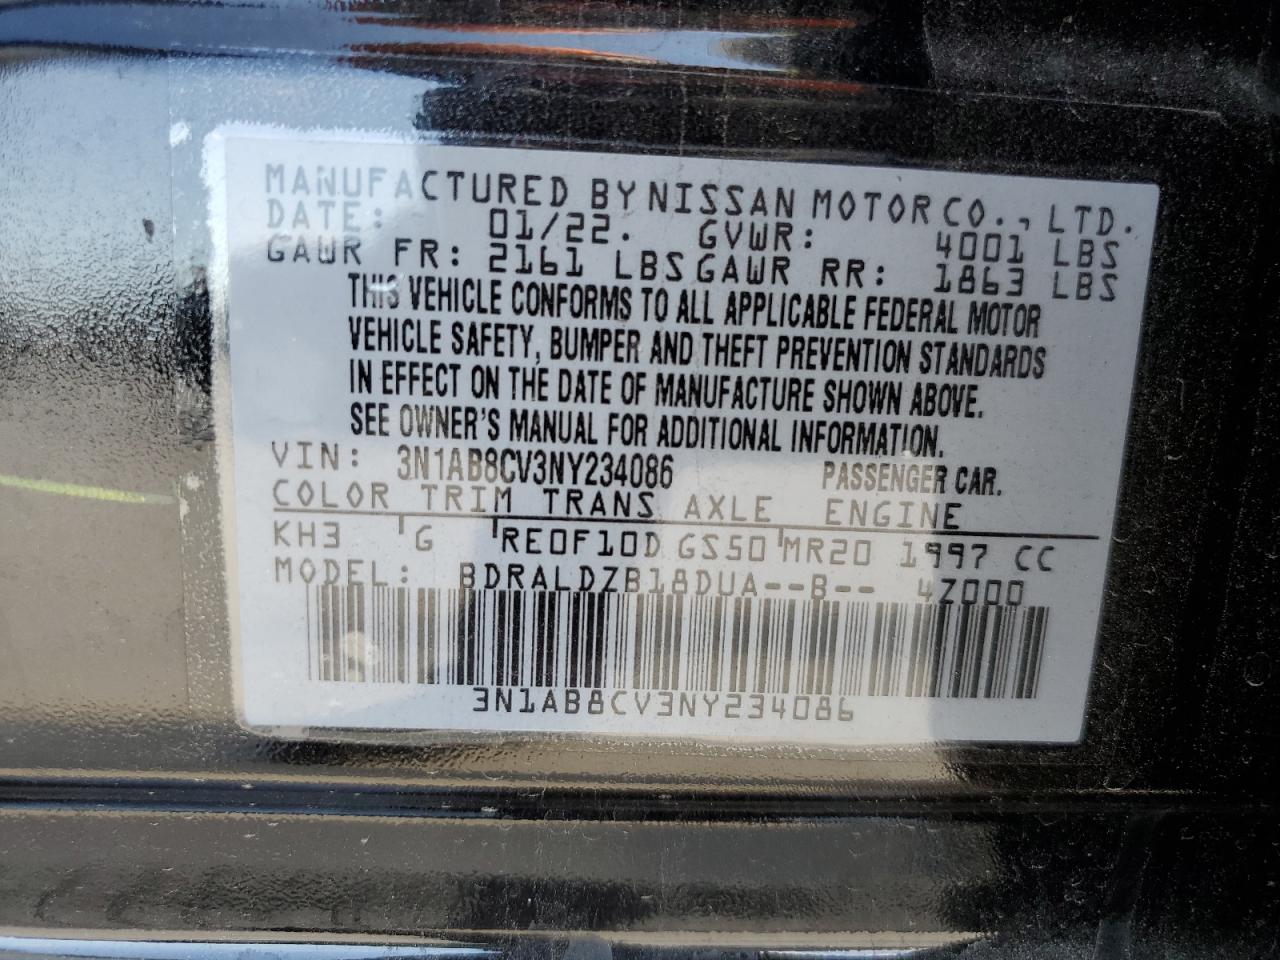 MANUFACTURED BY NISSAN MOTOR CO., LTD.
DATE: 01/22. GVWR: 4001 LBS
GAWR FR: 2161 LBS GAWR RR: 1863 LBS
THIS VEHICLE CONFORMS TO ALL APPLICABLE FEDERAL MOTOR
VEHICLE SAFETY, BUMPER AND THEFT PREVENTION STANDARDS
IN EFFECT ON THE DATE OF MANUFACTURE SHOWN ABOVE.
SEE OWNER'S MANUAL FOR ADDITIONAL INFORMATION.
VIN: 3N1AB8CV3NY234086 PASSENGER CAR.
COLOR TRIM TRANS AXLE ENGINE
KH3 G RE0F10D GS50 MR20 1997 CC
MODEL: BDRALDZB18DUA--B-- 4Z000
3N1AB8CV3NY234086